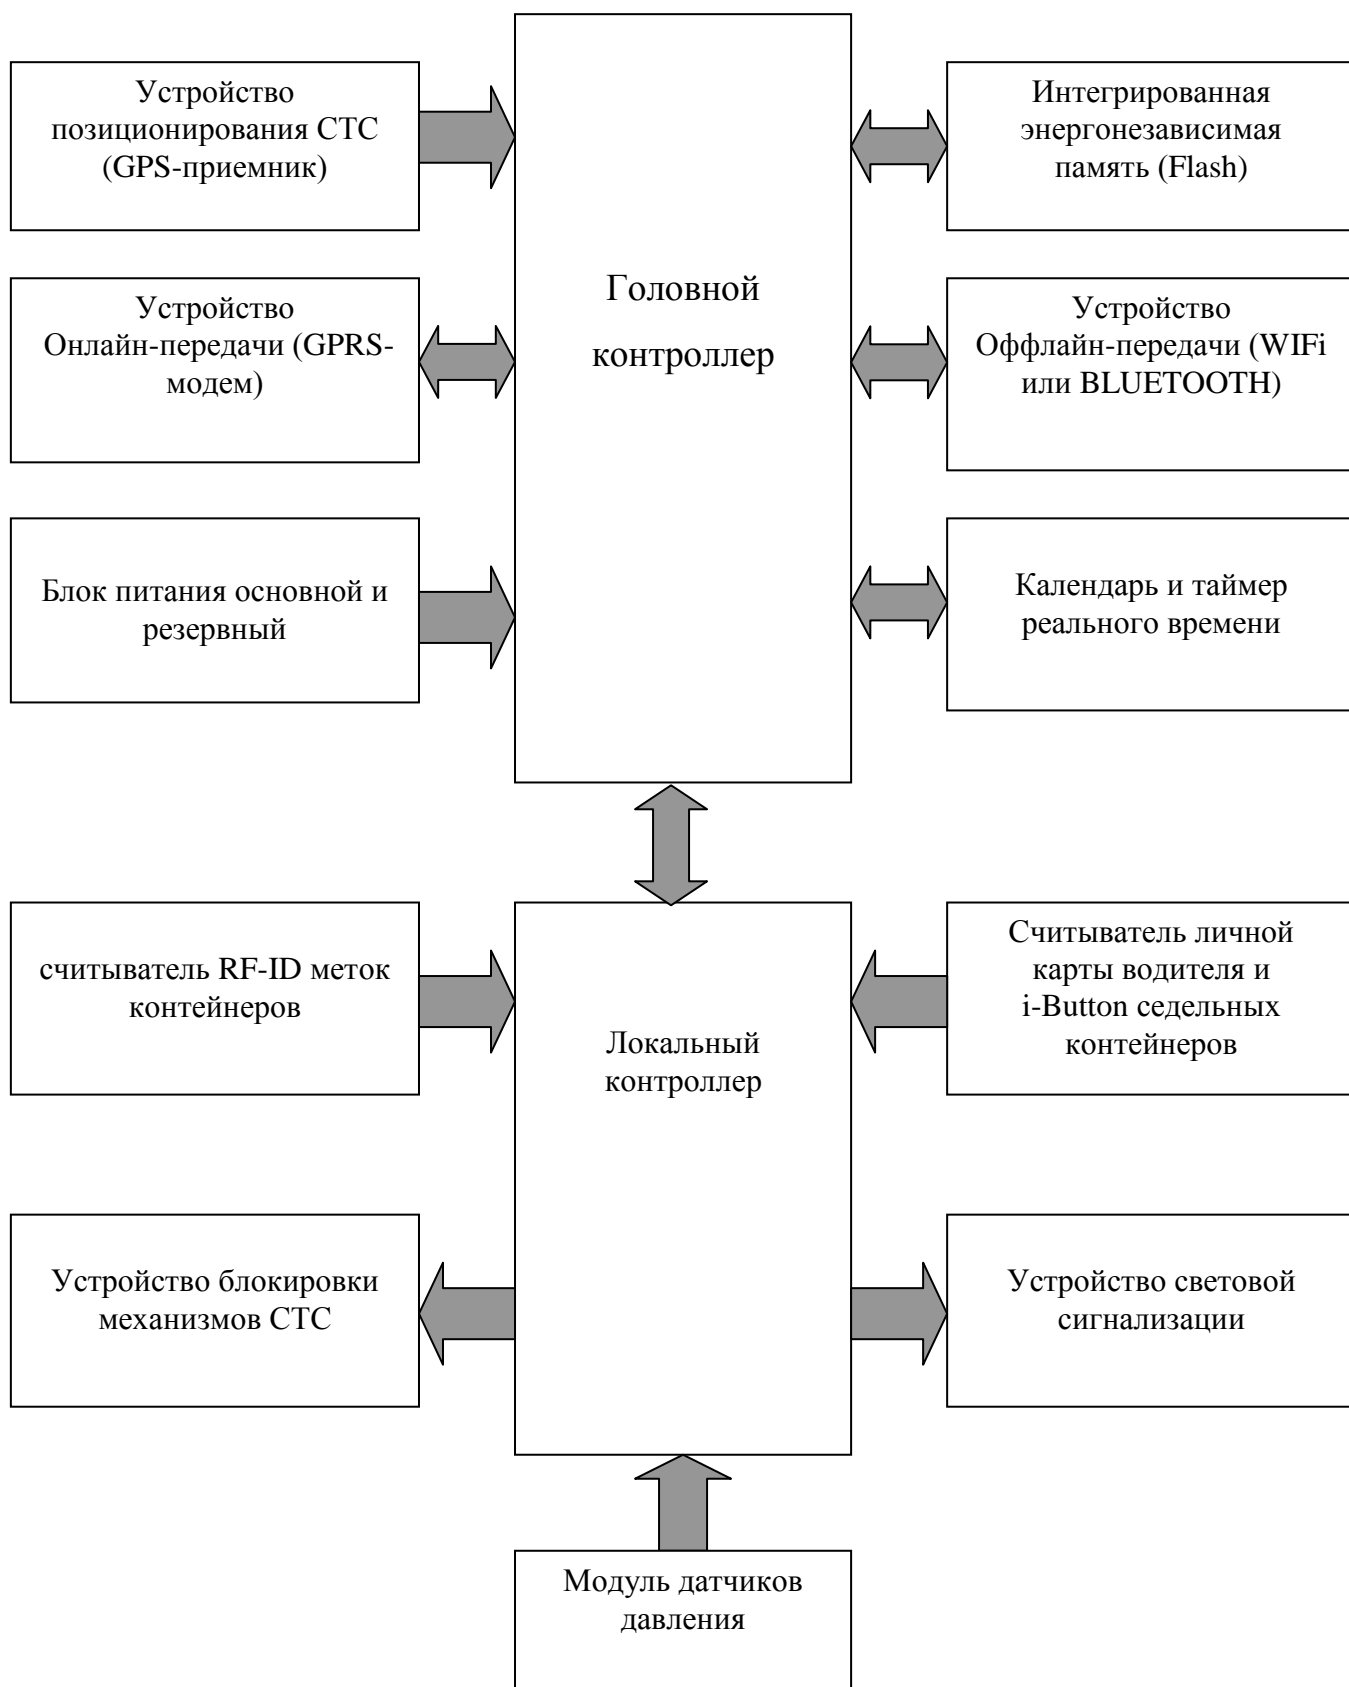 Устройство
позиционирования СТС
(GPS-приемник)
Интегрированная
энергонезависимая
память (Flash)
Головной
контроллер
Устройство
Онлайн-передачи (GPRS-
модем)
Устройство
Оффлайн-передачи (WIFi
или BLUETOOTH)
Блок питания основной и
резервный
Календарь и таймер
реального времени
считыватель RF-ID меток
контейнеров
Локальный
контроллер
Считыватель личной
карты водителя и
i-Button седельных
контейнеров
Устройство блокировки
механизмов СТС
Устройство световой
сигнализации
Модуль датчиков
давления